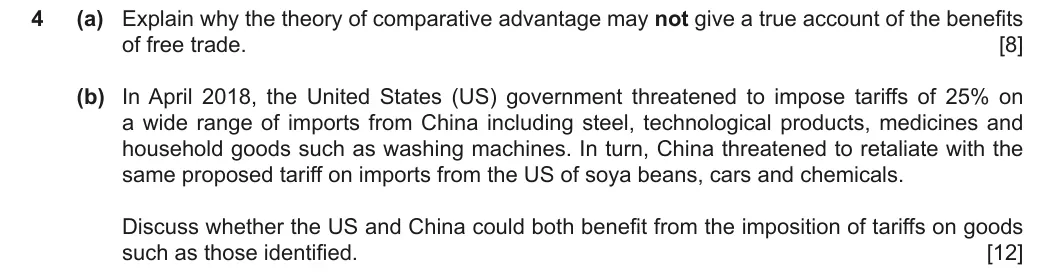 4 (a) Explain why the theory of comparative advantage may not give a true account of the benefits
of free trade. [8]
(b) In April 2018, the United States (US) government threatened to impose tariffs of 25% on
a wide range of imports from China including steel, technological products, medicines and
household goods such as washing machines. In turn, China threatened to retaliate with the
same proposed tariff on imports from the US of soya beans, cars and chemicals.
Discuss whether the US and China could both benefit from the imposition of tariffs on goods
such as those identified. [12]